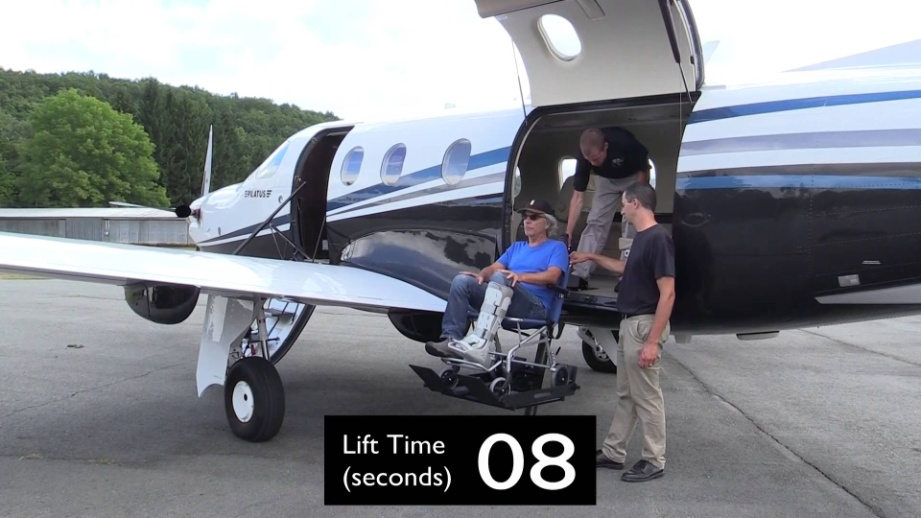 PILATUS
Lift Time
(seconds)
08